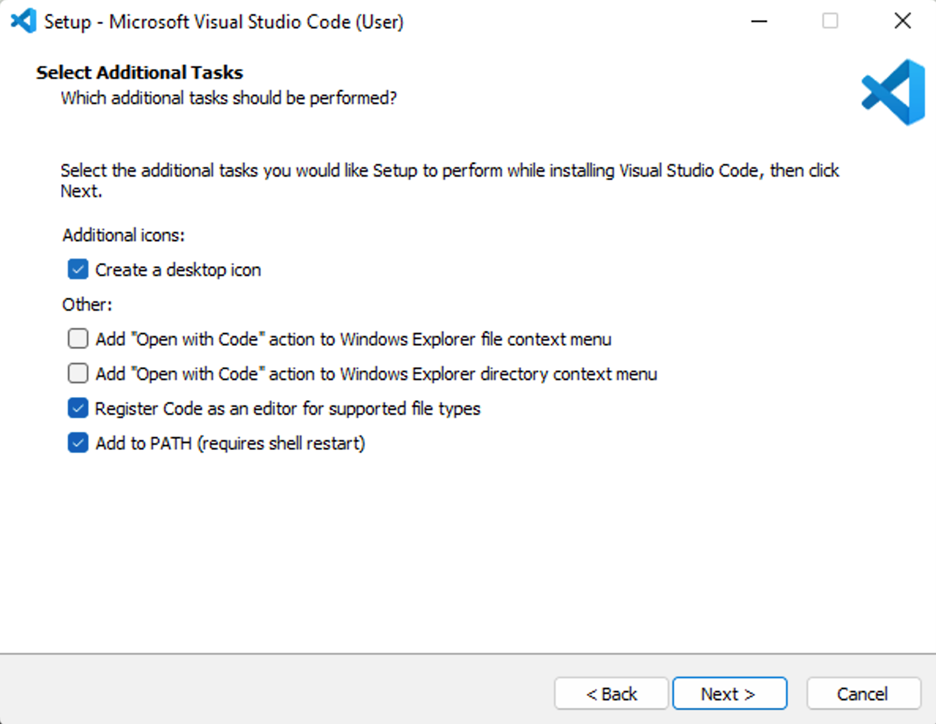 Setup - Microsoft Visual Studio Code (User)
Select Additional Tasks
Which additional tasks should be performed?
Select the additional tasks you would like Setup to perform while installing Visual Studio Code, then click
Next.
Additional icons:
Create a desktop icon
Other:
Add "Open with Code" action to Windows Explorer file context menu
Add "Open with Code" action to Windows Explorer directory context menu
Register Code as an editor for supported file types
Add to PATH (requires shell restart)
< Back Next > Cancel